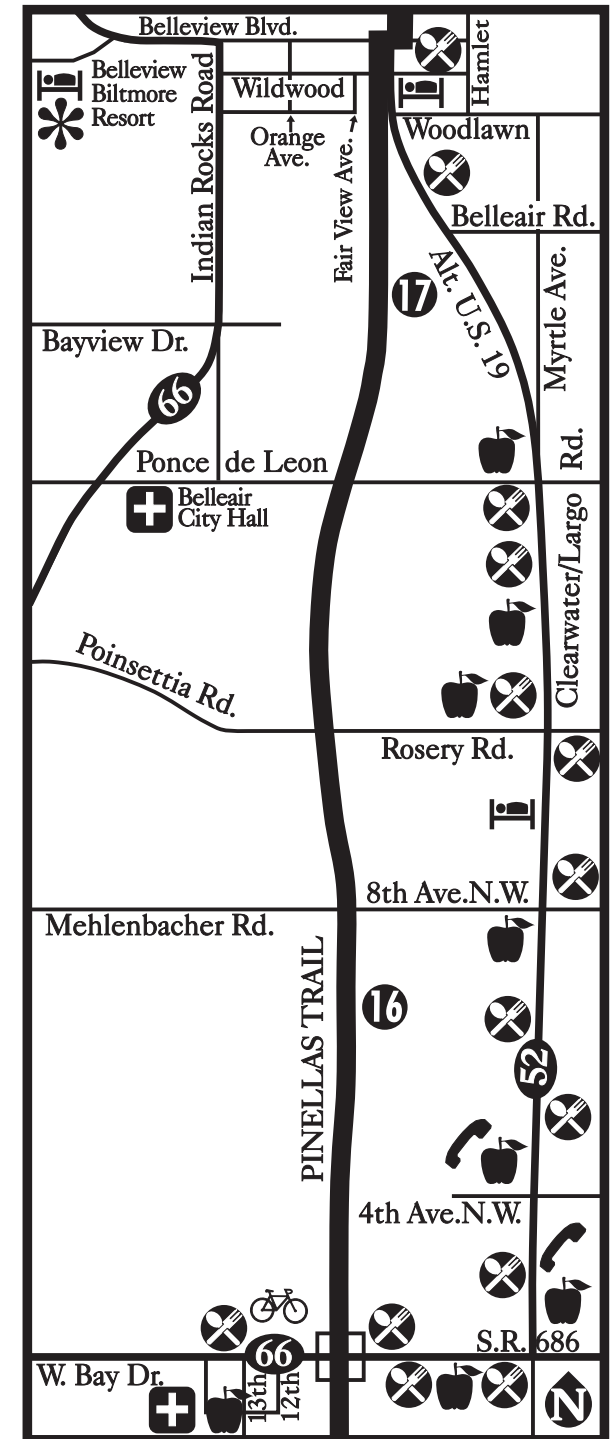 Belleview Blvd.
Hamlet
Belleview
Biltmore
Resort
Indian Rocks Road
Wildwood
Orange
Ave.
Fair View Ave.
Woodlawn
Belleair Rd.
17
Alt. U.S. 19
Myrtle Ave.
Bayview Dr.
66
Ponce de Leon
Belleair
City Hall
Clearwater/Largo Rd.
Poinsettia Rd.
Rosery Rd.
8th Ave.N.W.
Mehlenbacher Rd.
PINELLAS TRAIL
16
52
4th Ave.N.W.
S.R. 686
66
W. Bay Dr.
13th
12th
N